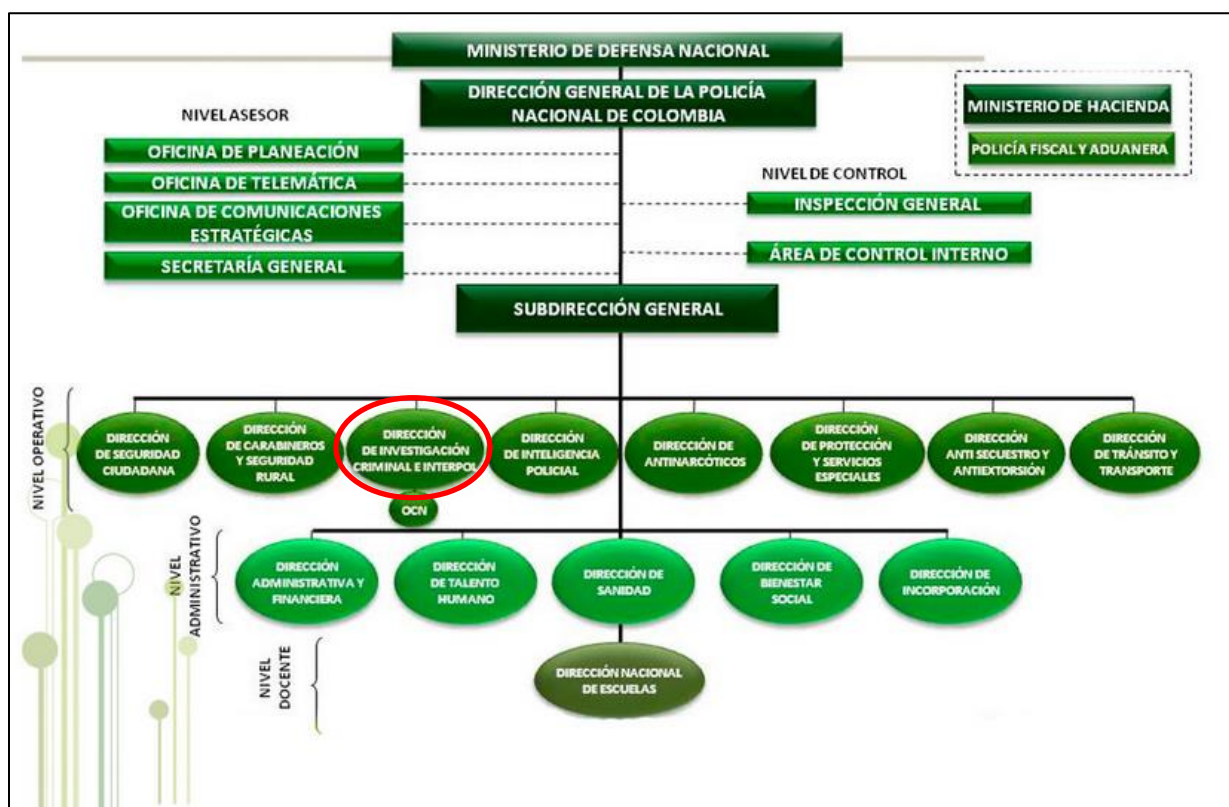 MINISTERIO DE DEFENSA NACIONAL
DIRECCIÓN GENERAL DE LA POLICÍA
NACIONAL DE COLOMBIA
MINISTERIO DE HACIENDA
POLICÍA FISCAL Y ADUANERA
NIVEL ASESOR
OFICINA DE PLANEACIÓN
OFICINA DE TELEMÁTICA
OFICINA DE COMUNICACIONES
ESTRATÉGICAS
SECRETARÍA GENERAL
NIVEL DE CONTROL
INSPECCIÓN GENERAL
ÁREA DE CONTROL INTERNO
SUBDIRECCIÓN GENERAL
NIVEL OPERATIVO
DIRECCIÓN
DE SEGURIDAD
CIUDADANA
DIRECCIÓN
DE CARABINEROS
Y SEGURIDAD
RURAL
DIRECCIÓN
DE INVESTIGACIÓN
CRIMINAL E INTERPOL
OCN
DIRECCIÓN
DE INTELIGENCIA
POLICIAL
DIRECCIÓN DE
ANTINARCÓTICOS
DIRECCIÓN
DE PROTECCIÓN
Y SERVICIOS
ESPECIALES
DIRECCIÓN
ANTI SECUESTRO Y
ANTIEXTORSIÓN
DIRECCIÓN
DE TRÁNSITO Y
TRANSPORTE
NIVEL
ADMINISTRATIVO
DIRECCIÓN
ADMINISTRATIVA Y
FINANCIERA
DIRECCIÓN
DE TALENTO
HUMANO
DIRECCIÓN DE
SANIDAD
DIRECCIÓN DE
BIENESTAR
SOCIAL
DIRECCIÓN DE
INCORPORACIÓN
NIVEL
DOCENTE
DIRECCIÓN NACIONAL
DE ESCUELAS